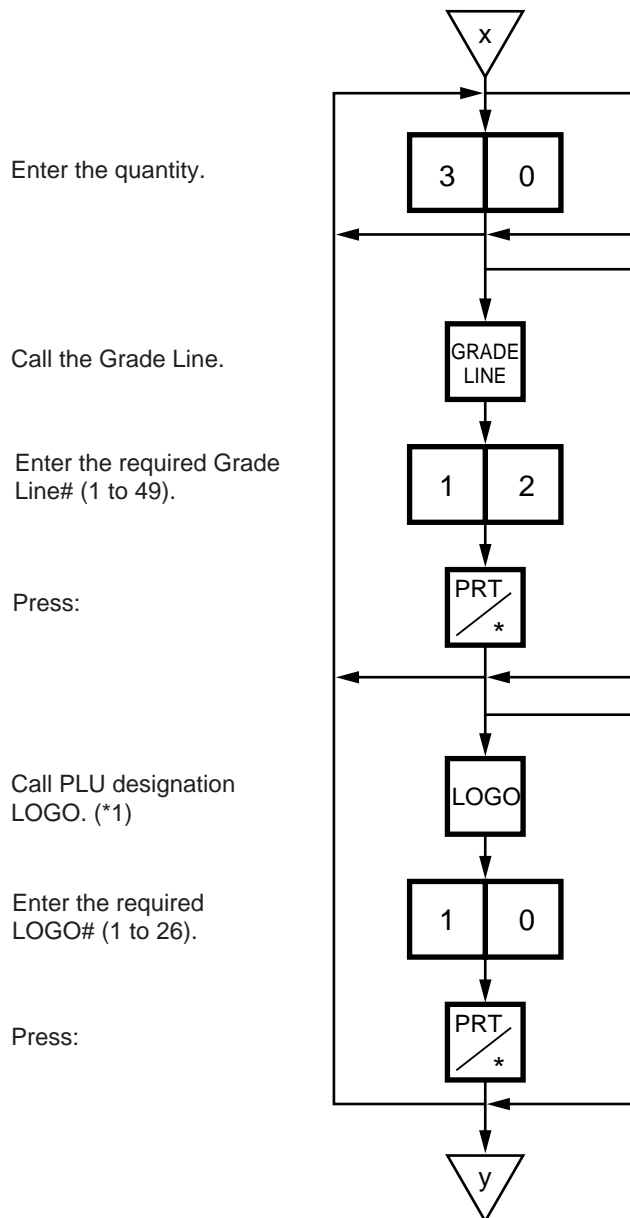 x
Enter the quantity.
3 0
Call the Grade Line.
GRADE
LINE
Enter the required Grade
Line# (1 to 49).
1 2
Press:
PRT
*
Call PLU designation
LOGO. (*1)
LOGO
Enter the required
LOGO# (1 to 26).
1 0
Press:
PRT
*
y